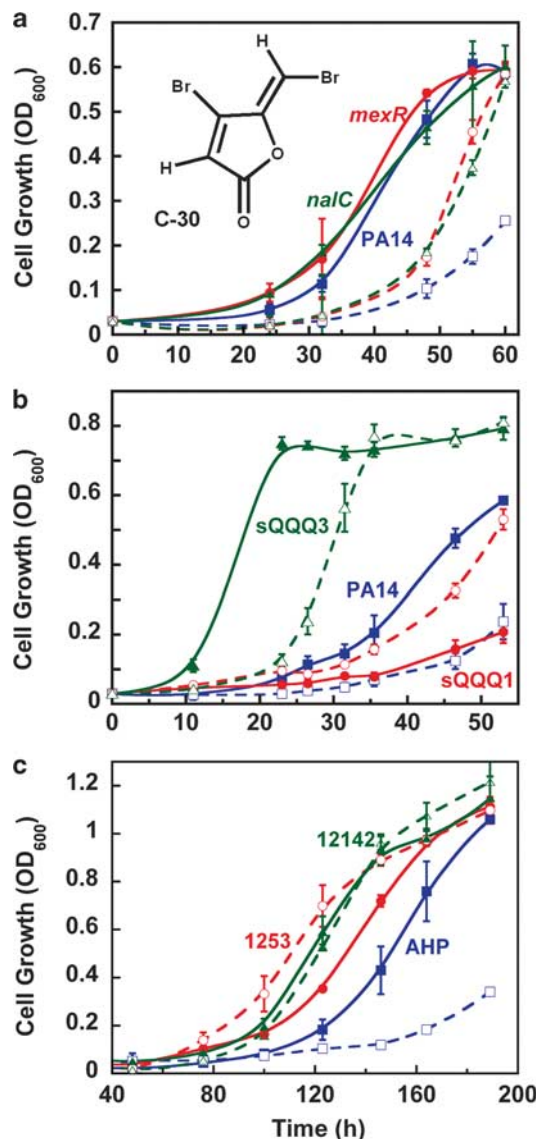 a
Cell Growth (OD600)
0.7
0.6
0.5
0.4
0.3
0.2
0.1
0
H
Br
Br
H
O
O
C-30
mexR
nalC
PA14
0 10 20 30 40 50 60
b
Cell Growth (OD600)
0.8
0.6
0.4
0.2
0
sQQQ3
PA14
sQQQ1
0 10 20 30 40 50
c
Cell Growth (OD600)
1.2
1
0.8
0.6
0.4
0.2
0
12142
1253
AHP
40 80 120 160 200
Time (h)